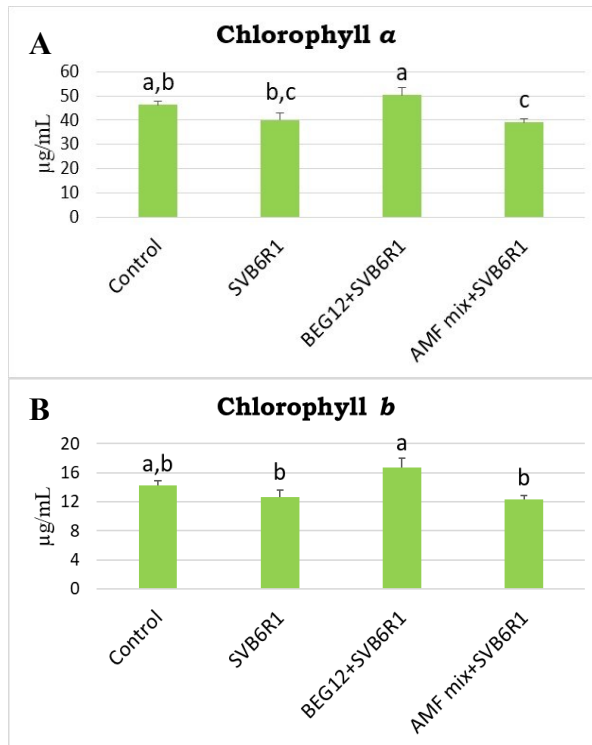 A
Chlorophyll a
60
50
40
30
20
10
0
µg/mL
a,b
b,c
a
c
Control
SVB6R1
BEG12+SVB6R1
AMF mix+SVB6R1
B
Chlorophyll b
20
16
12
8
4
0
µg/mL
a,b
b
a
b
Control
SVB6R1
BEG12+SVB6R1
AMF mix+SVB6R1